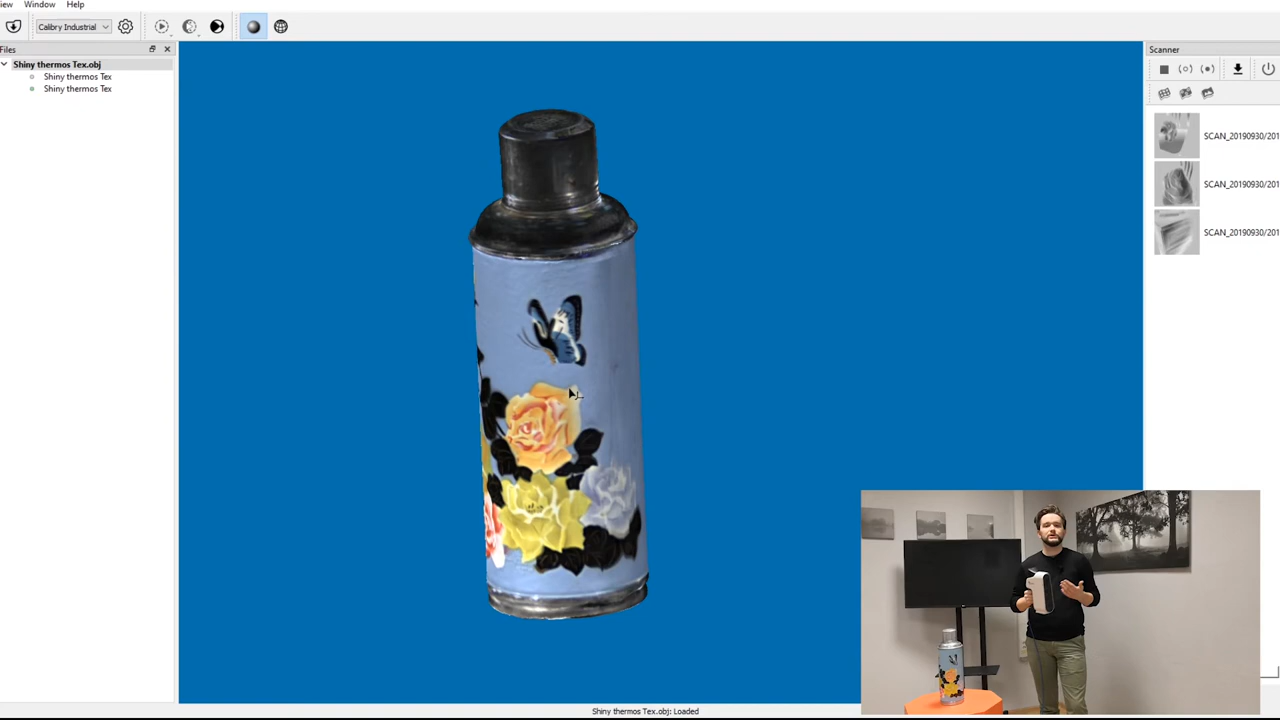 iew Window Help
Calibry Industrial
Files
Shiny thermos Tex.obj
Shiny thermos Tex
Shiny thermos Tex
Scanner
SCAN_20190930/201
SCAN_20190930/201
SCAN_20190930/201
Shiny thermos Tex.obj: Loaded